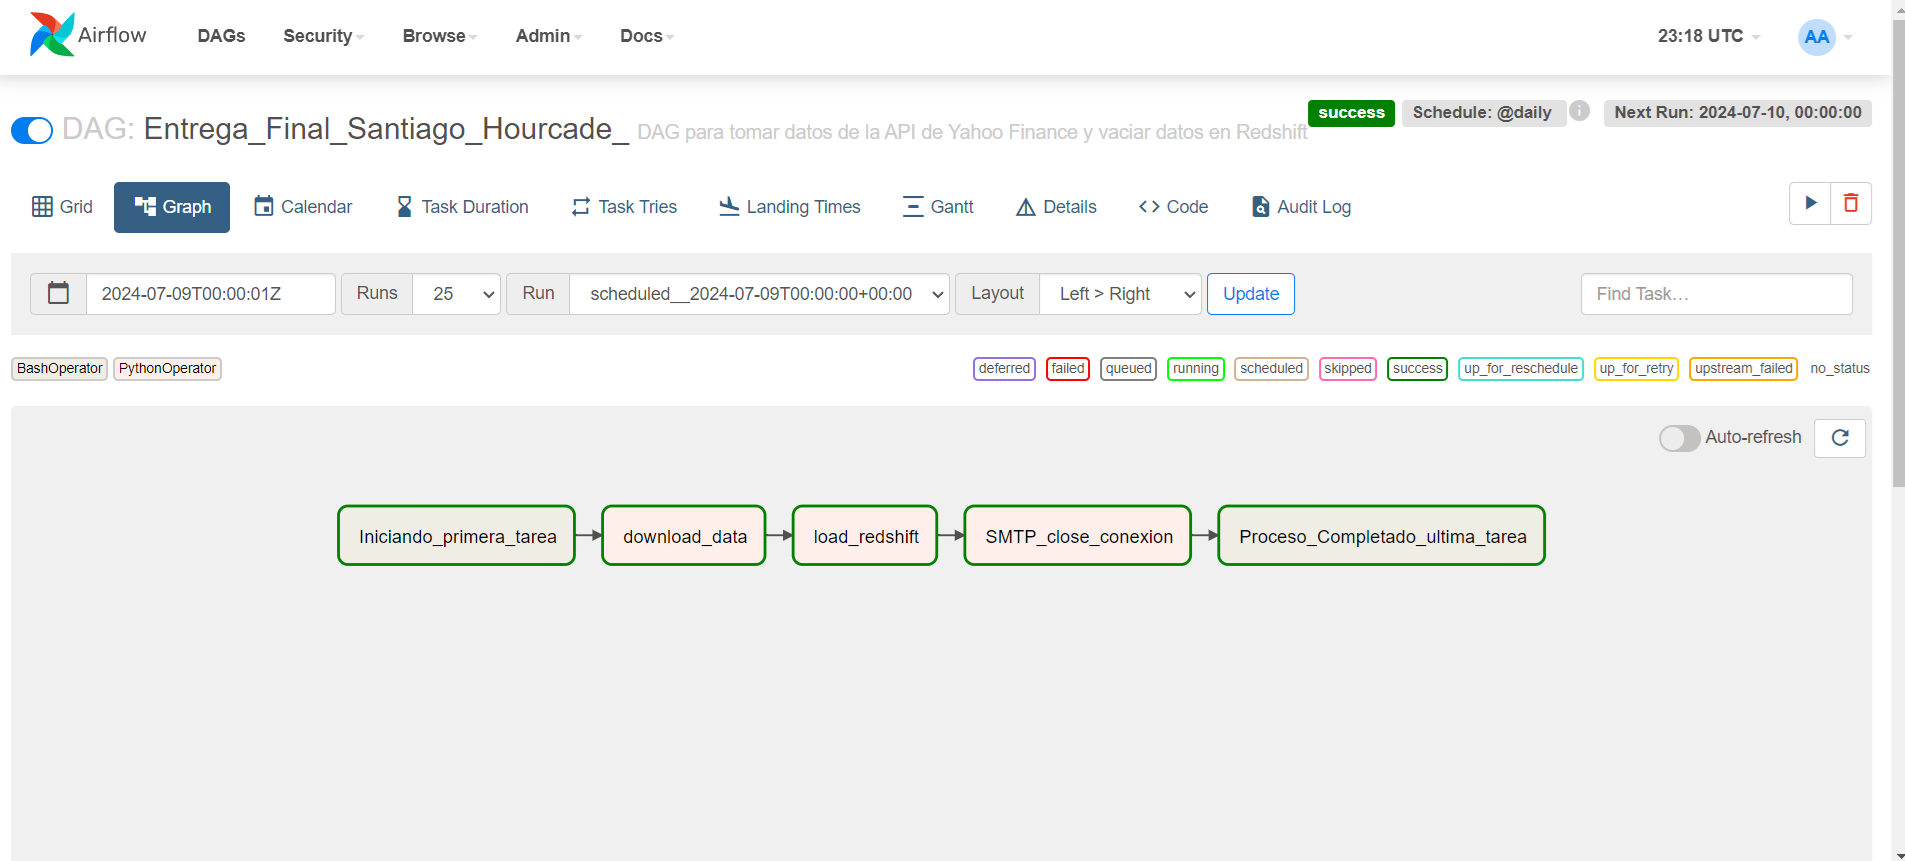 Airflow DAGs Security Browse Admin Docs 23:18 UTC AA
success Schedule: @daily i Next Run: 2024-07-10, 00:00:00
DAG: Entrega_Final_Santiago_Hourcade_ DAG para tomar datos de la API de Yahoo Finance y vaciar datos en Redshift
Grid Graph Calendar Task Duration Task Tries Landing Times Gantt Details Code Audit Log
2024-07-09T00:00:01Z Runs 25 Run scheduled__2024-07-09T00:00:00+00:00 Layout Left > Right Update Find Task…
BashOperator PythonOperator deferred failed queued running scheduled skipped success up_for_reschedule up_for_retry upstream_failed no_status
Auto-refresh
Iniciando_primera_tarea download_data load_redshift SMTP_close_conexion Proceso_Completado_ultima_tarea